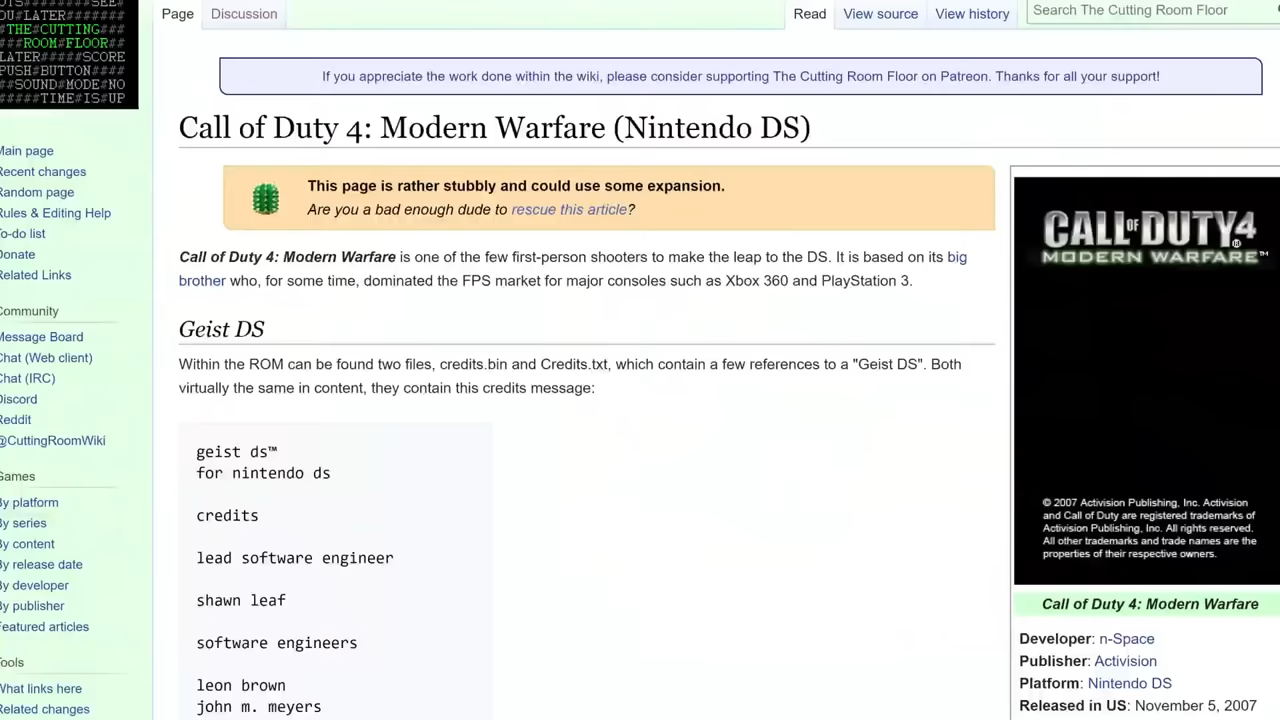 OTS########SEE#
OU#LATER#######
#THE#CUTTING###
###ROOM#FLOOR##
LATER#####SCORE
PUSH#BUTTON####
##SOUND#MODE#NO
####TIME#IS#UP
Page
Discussion
Read
View source
View history
Search The Cutting Room Floor
If you appreciate the work done within the wiki, please consider supporting The Cutting Room Floor on Patreon. Thanks for all your support!
Call of Duty 4: Modern Warfare (Nintendo DS)
This page is rather stubbly and could use some expansion.
Are you a bad enough dude to rescue this article?
Call of Duty 4: Modern Warfare is one of the few first-person shooters to make the leap to the DS. It is based on its big
brother who, for some time, dominated the FPS market for major consoles such as Xbox 360 and PlayStation 3.
Geist DS
Within the ROM can be found two files, credits.bin and Credits.txt, which contain a few references to a "Geist DS". Both
virtually the same in content, they contain this credits message:
geist ds™
for nintendo ds
credits
lead software engineer
shawn leaf
software engineers
leon brown
john m. meyers
Main page
Recent changes
Random page
Rules & Editing Help
To-do list
Donate
Related Links
Community
Message Board
Chat (Web client)
Chat (IRC)
Discord
Reddit
@CuttingRoomWiki
Games
By platform
By series
By content
By release date
By developer
By publisher
Featured articles
Tools
What links here
Related changes
CALL OF DUTY 4
MODERN WARFARE™
© 2007 Activision Publishing, Inc. Activision
and Call of Duty are registered trademarks of
Activision Publishing, Inc. All rights reserved.
All other trademarks and trade names are the
properties of their respective owners.
Call of Duty 4: Modern Warfare
Developer: n-Space
Publisher: Activision
Platform: Nintendo DS
Released in US: November 5, 2007